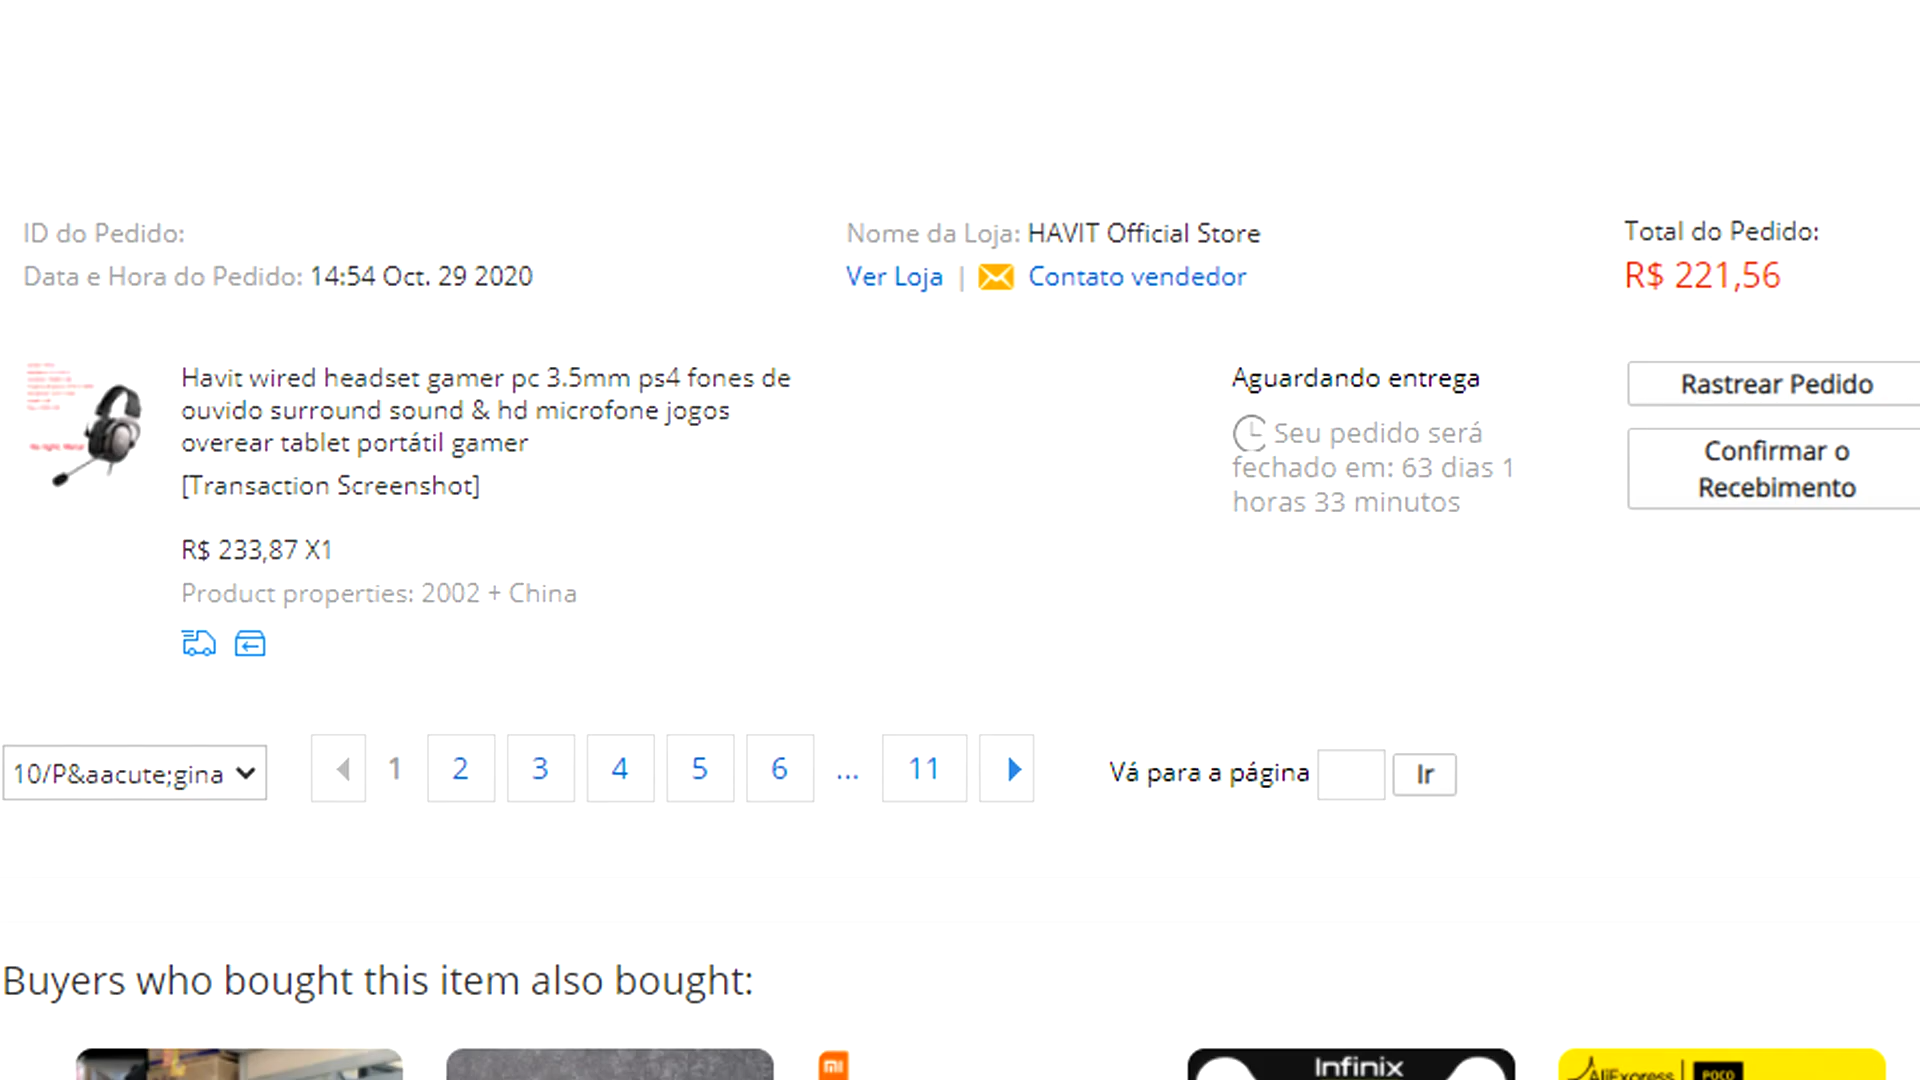 ID do Pedido:
Data e Hora do Pedido: 14:54 Oct. 29 2020
Nome da Loja: HAVIT Official Store
Ver Loja | Contato vendedor
Total do Pedido:
R$ 221,56
Havit wired headset gamer pc 3.5mm ps4 fones de
ouvido surround sound & hd microfone jogos
overear tablet portátil gamer
[Transaction Screenshot]
R$ 233,87 X1
Product properties: 2002 + China
Aguardando entrega
Seu pedido será
fechado em: 63 dias 1
horas 33 minutos
Rastrear Pedido
Confirmar o
Recebimento
10/P&aacute;gina
1 2 3 4 5 6 ... 11
Vá para a página
Ir
Buyers who bought this item also bought:
mi
Infinix
AliExpress | POCO